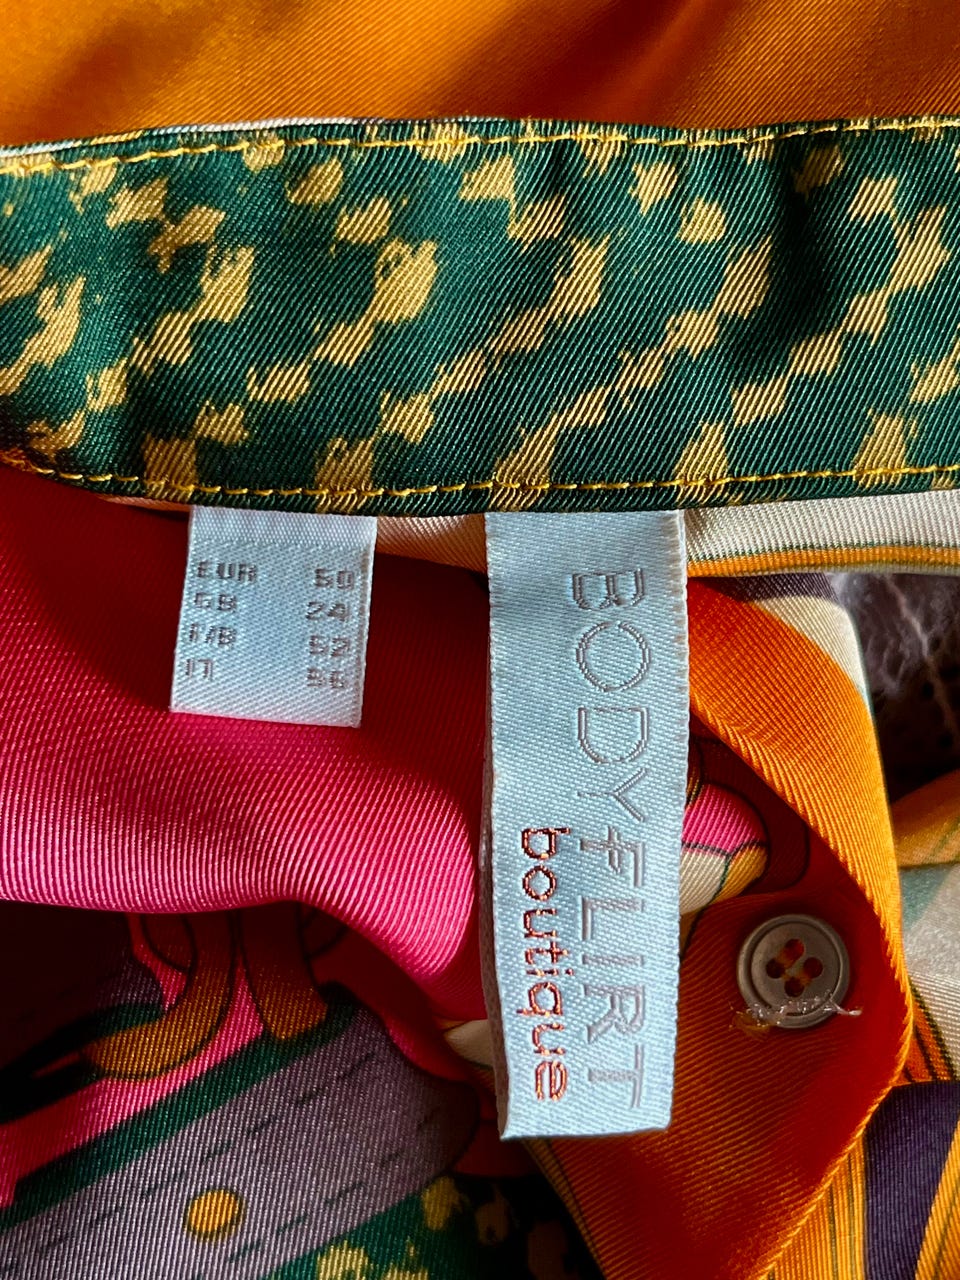 EUR 50
GB 24
F/B 52
IT 56
BODYFLIRT
boutique